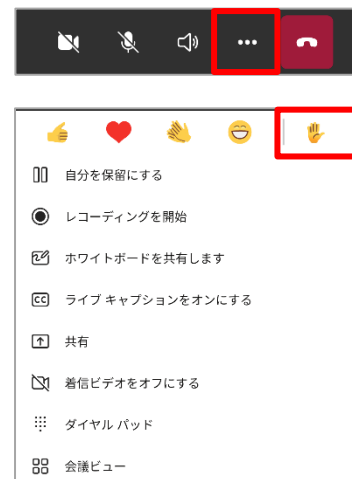 自分を保留にする
レコーディングを開始
ホワイトボードを共有します
CC ライブ キャプションをオンにする
共有
着信ビデオをオフにする
ダイヤル パッド
会議ビュー